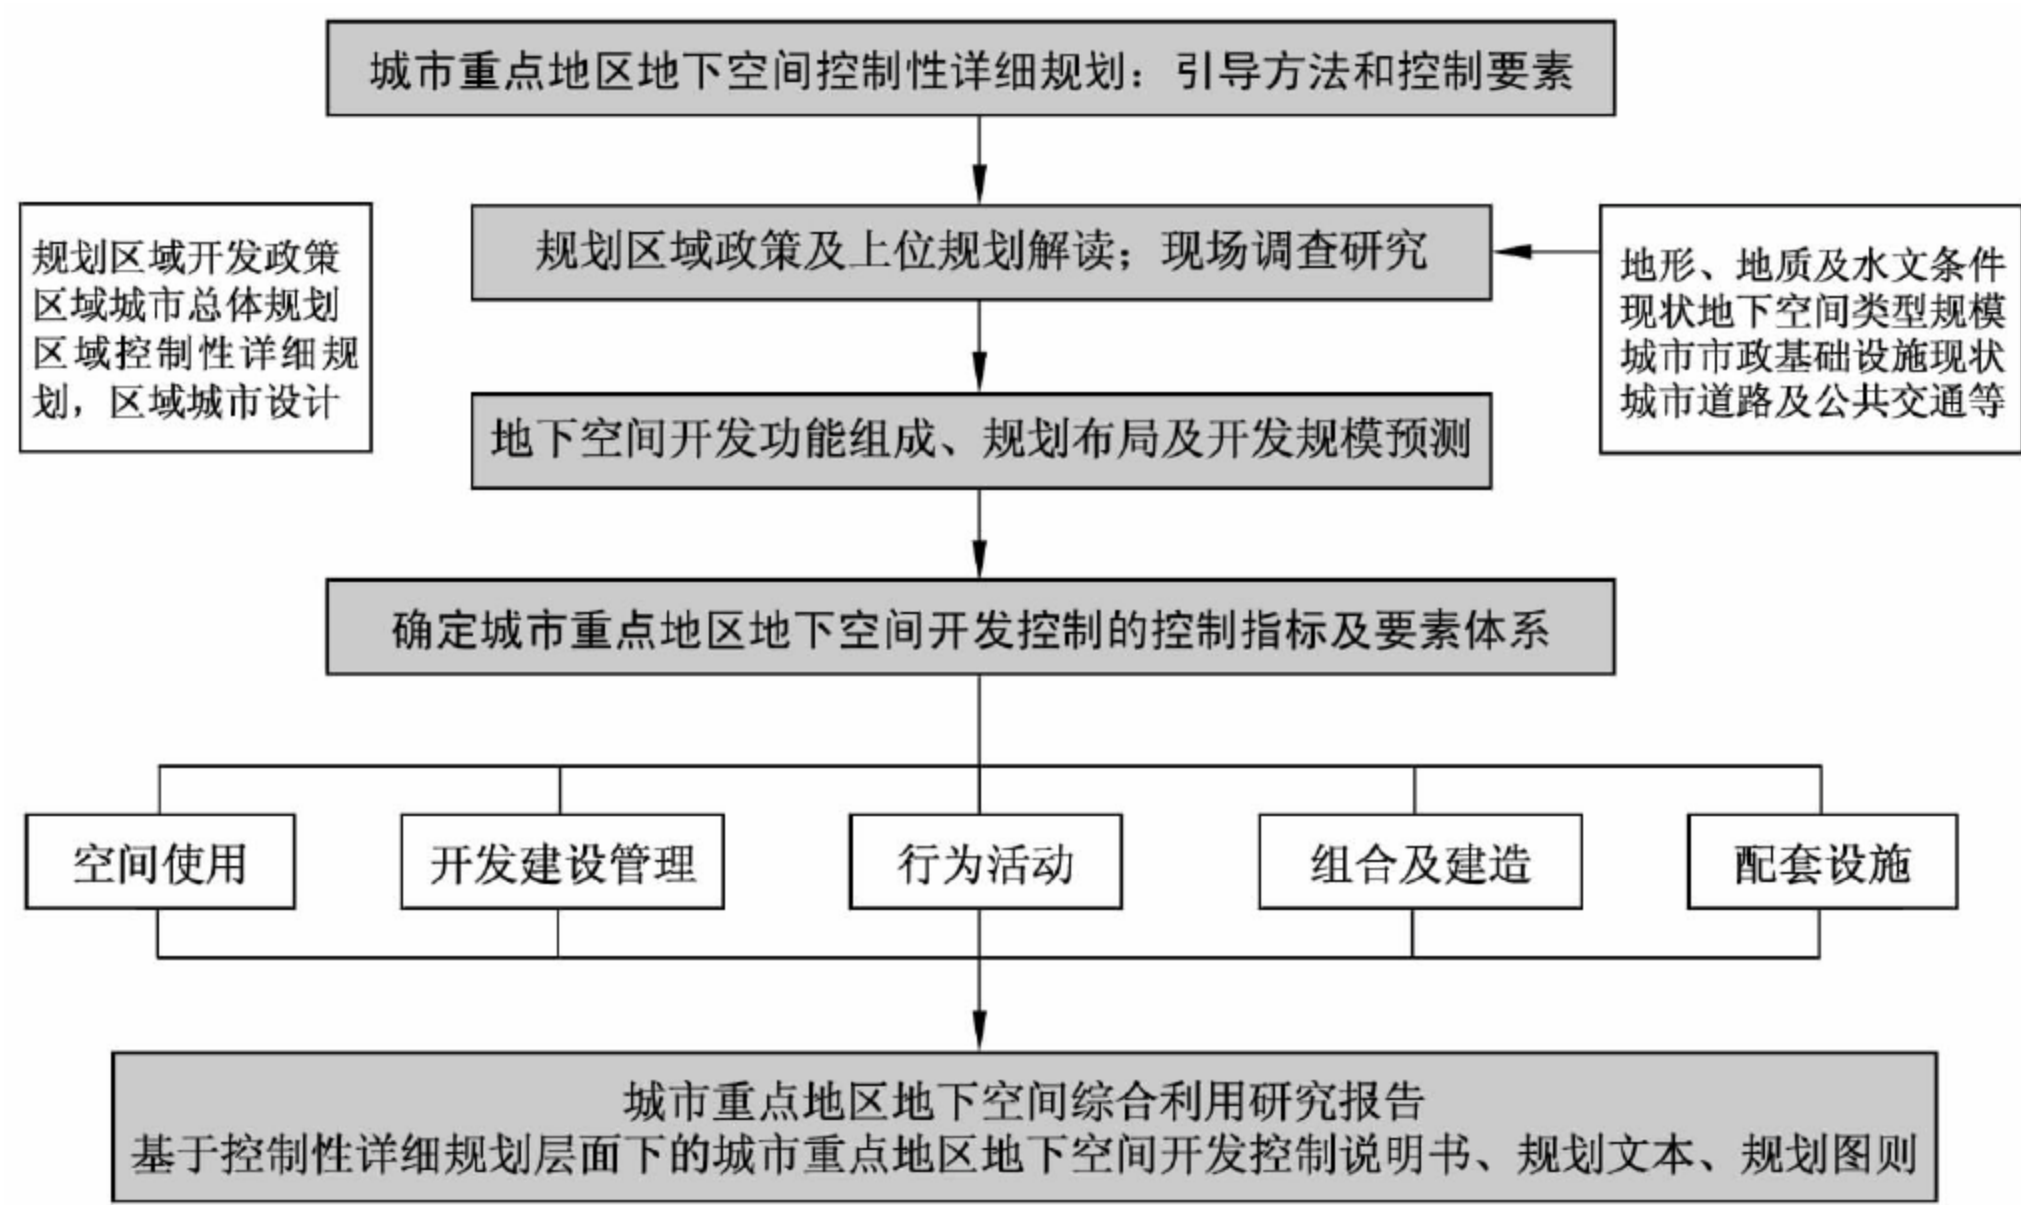 城市重点地区地下空间控制性详细规划：引导方法和控制要素
规划区域开发政策
区域城市总体规划
区域控制性详细规
划，区域城市设计
规划区域政策及上位规划解读；现场调查研究
地形、地质及水文条件
现状地下空间类型规模
城市市政基础设施现状
城市道路及公共交通等
地下空间开发功能组成、规划布局及开发规模预测
确定城市重点地区地下空间开发控制的控制指标及要素体系
空间使用
开发建设管理
行为活动
组合及建造
配套设施
城市重点地区地下空间综合利用研究报告
基于控制性详细规划层面下的城市重点地区地下空间开发控制说明书、规划文本、规划图则